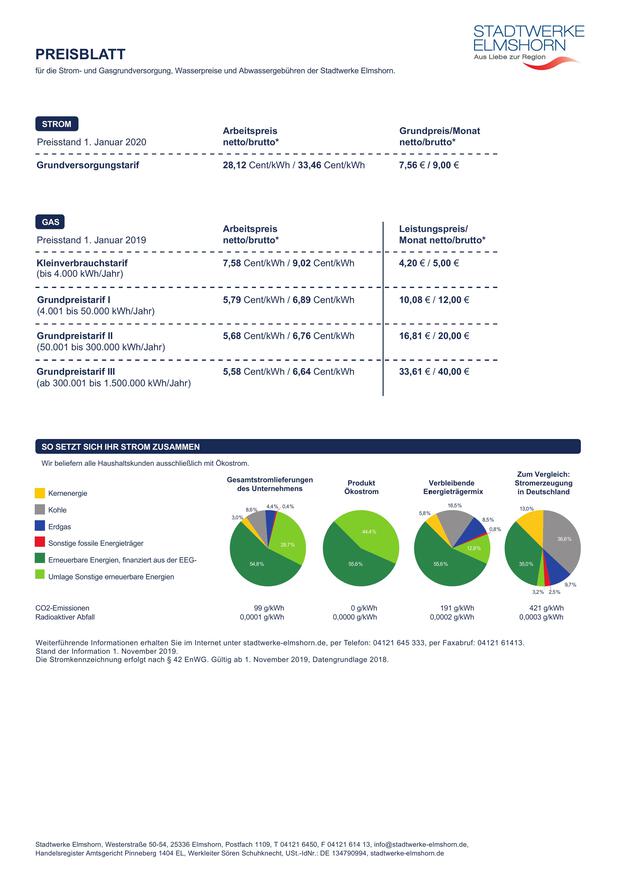 STADTWERKE
ELMSHORN
Aus Liebe zur Region
PREISBLATT
für die Strom- und Gasgrundversorgung, Wasserpreise und Abwassergebühren der Stadtwerke Elmshorn.
STROM
Arbeitspreis Grundpreis/Monat
Preisstand 1. Januar 2020 netto/brutto* netto/brutto*
Grundversorgungstarif 28,12 Cent/kWh / 33,46 Cent/kWh 7,56 € / 9,00 €
GAS
Arbeitspreis Leistungspreis/
Preisstand 1. Januar 2019 netto/brutto* Monat netto/brutto*
Kleinverbrauchstarif 7,58 Cent/kWh / 9,02 Cent/kWh 4,20 € / 5,00 €
(bis 4.000 kWh/Jahr)
Grundpreistarif I 5,79 Cent/kWh / 6,89 Cent/kWh 10,08 € / 12,00 €
(4.001 bis 50.000 kWh/Jahr)
Grundpreistarif II 5,68 Cent/kWh / 6,76 Cent/kWh 16,81 € / 20,00 €
(50.001 bis 300.000 kWh/Jahr)
Grundpreistarif III 5,58 Cent/kWh / 6,64 Cent/kWh 33,61 € / 40,00 €
(ab 300.001 bis 1.500.000 kWh/Jahr)
SO SETZT SICH IHR STROM ZUSAMMEN
Wir beliefern alle Haushaltskunden ausschließlich mit Ökostrom.
Kernenergie
Kohle
Erdgas
Sonstige fossile Energieträger
Erneuerbare Energien, finanziert aus der EEG-
Umlage Sonstige erneuerbare Energien
Gesamtstromlieferungen
des Unternehmens
3,0% 8,6% 4,4% 0,4%
28,7%
54,8%
Produkt
Ökostrom
44,4%
55,6%
Verbleibende
Energieträgermix
5,8% 16,5% 8,5% 0,8%
12,8%
55,6%
Zum Vergleich:
Stromerzeugung
in Deutschland
13,0%
36,6%
35,0%
9,7%
3,2% 2,5%
CO2-Emissionen 99 g/kWh 0 g/kWh 191 g/kWh 421 g/kWh
Radioaktiver Abfall 0,0001 g/kWh 0,0000 g/kWh 0,0002 g/kWh 0,0003 g/kWh
Weiterführende Informationen erhalten Sie im Internet unter stadtwerke-elmshorn.de, per Telefon: 04121 645 333, per Faxabruf: 04121 61413.
Stand der Information 1. November 2019.
Die Stromkennzeichnung erfolgt nach § 42 EnWG. Gültig ab 1. November 2019, Datengrundlage 2018.
Stadtwerke Elmshorn, Westerstraße 50-54, 25336 Elmshorn, Postfach 1109, T 04121 6450, F 04121 614 13, info@stadtwerke-elmshorn.de,
Handelsregister Amtsgericht Pinneberg 1404 EL, Werkleiter Sören Schuhknecht, USt.-IdNr.: DE 134790994, stadtwerke-elmshorn.de